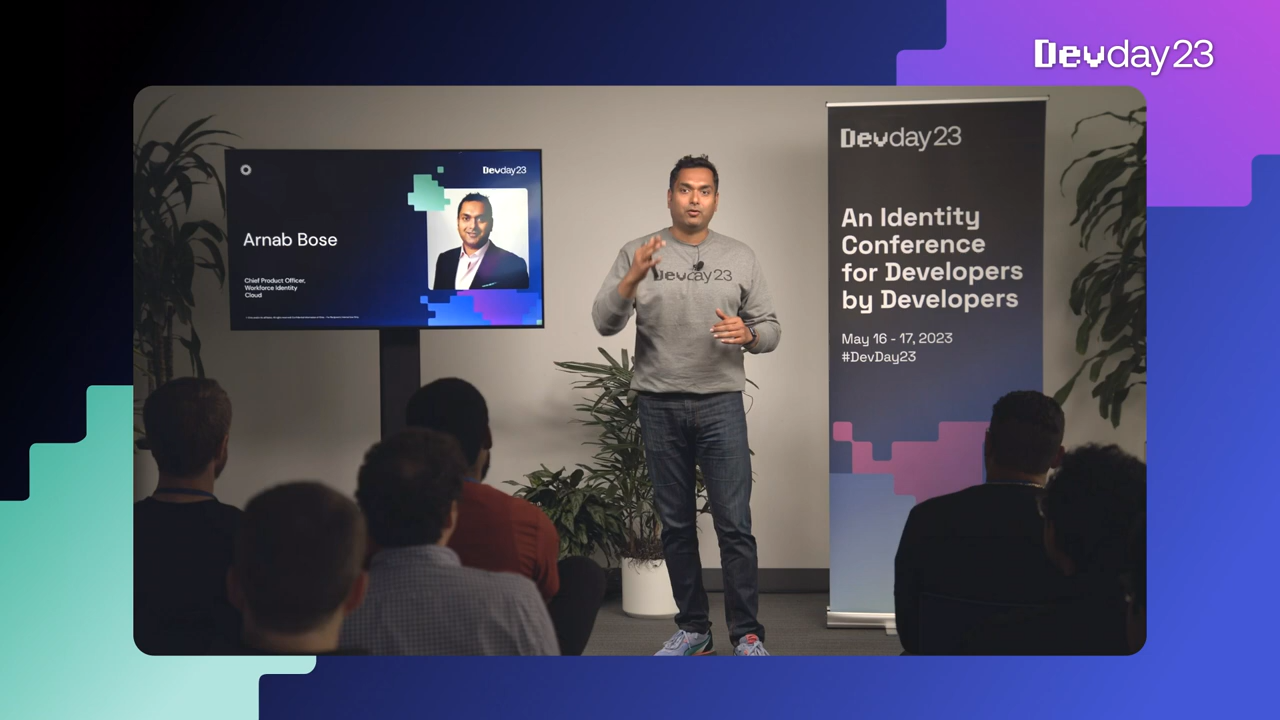 Devday23
Devday23
Arnab Bose
Chief Product Officer,
Workforce Identity
Cloud
Devday23
Devday23
An Identity
Conference
for Developers
by Developers
May 16 - 17, 2023
#DevDay23